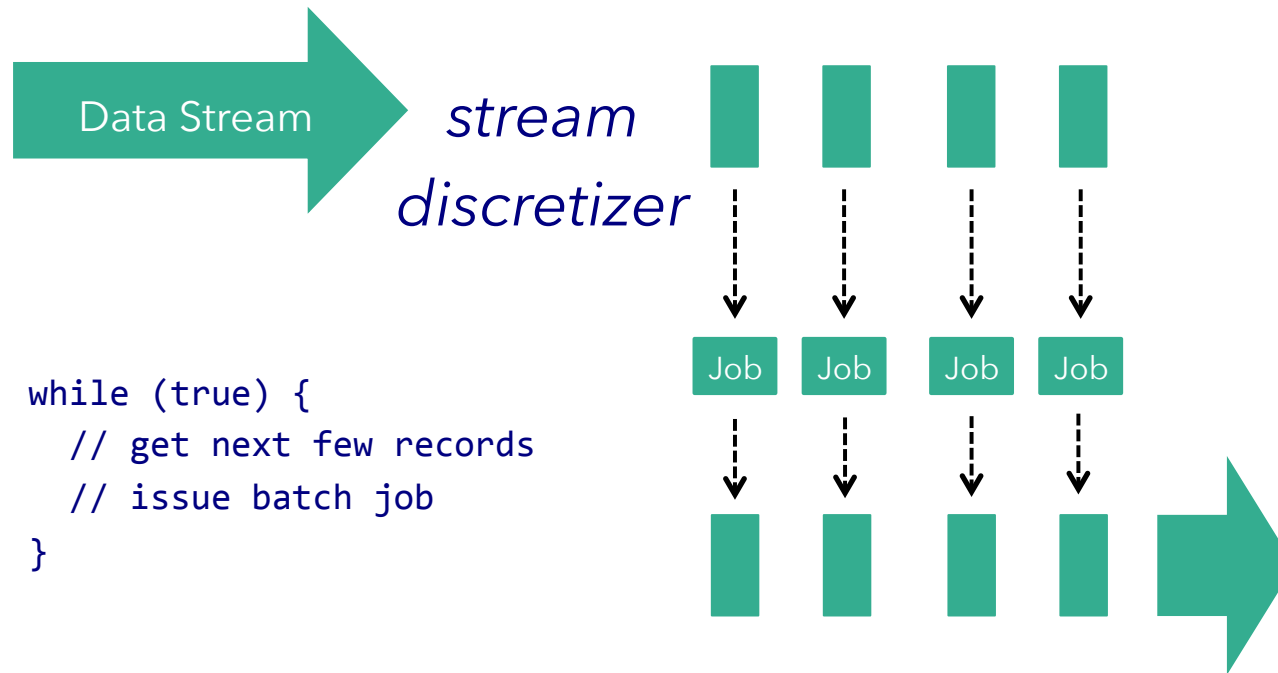 Data Stream
stream
discretizer
Job Job Job Job
while (true) {
  // get next few records
  // issue batch job
}